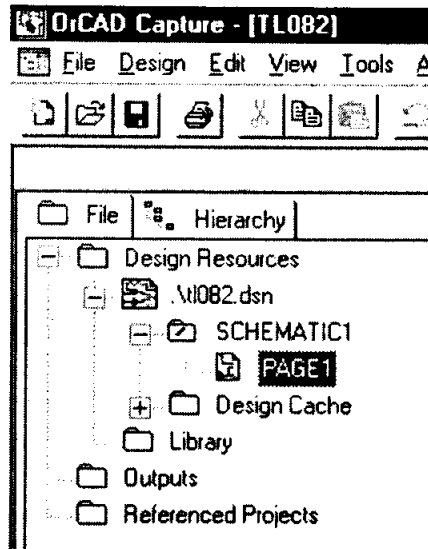 OrCAD Capture - [TL082]
File Design Edit View Tools A
File Hierarchy
Design Resources
.\tl082.dsn
SCHEMATIC1
PAGE1
Design Cache
Library
Outputs
Referenced Projects